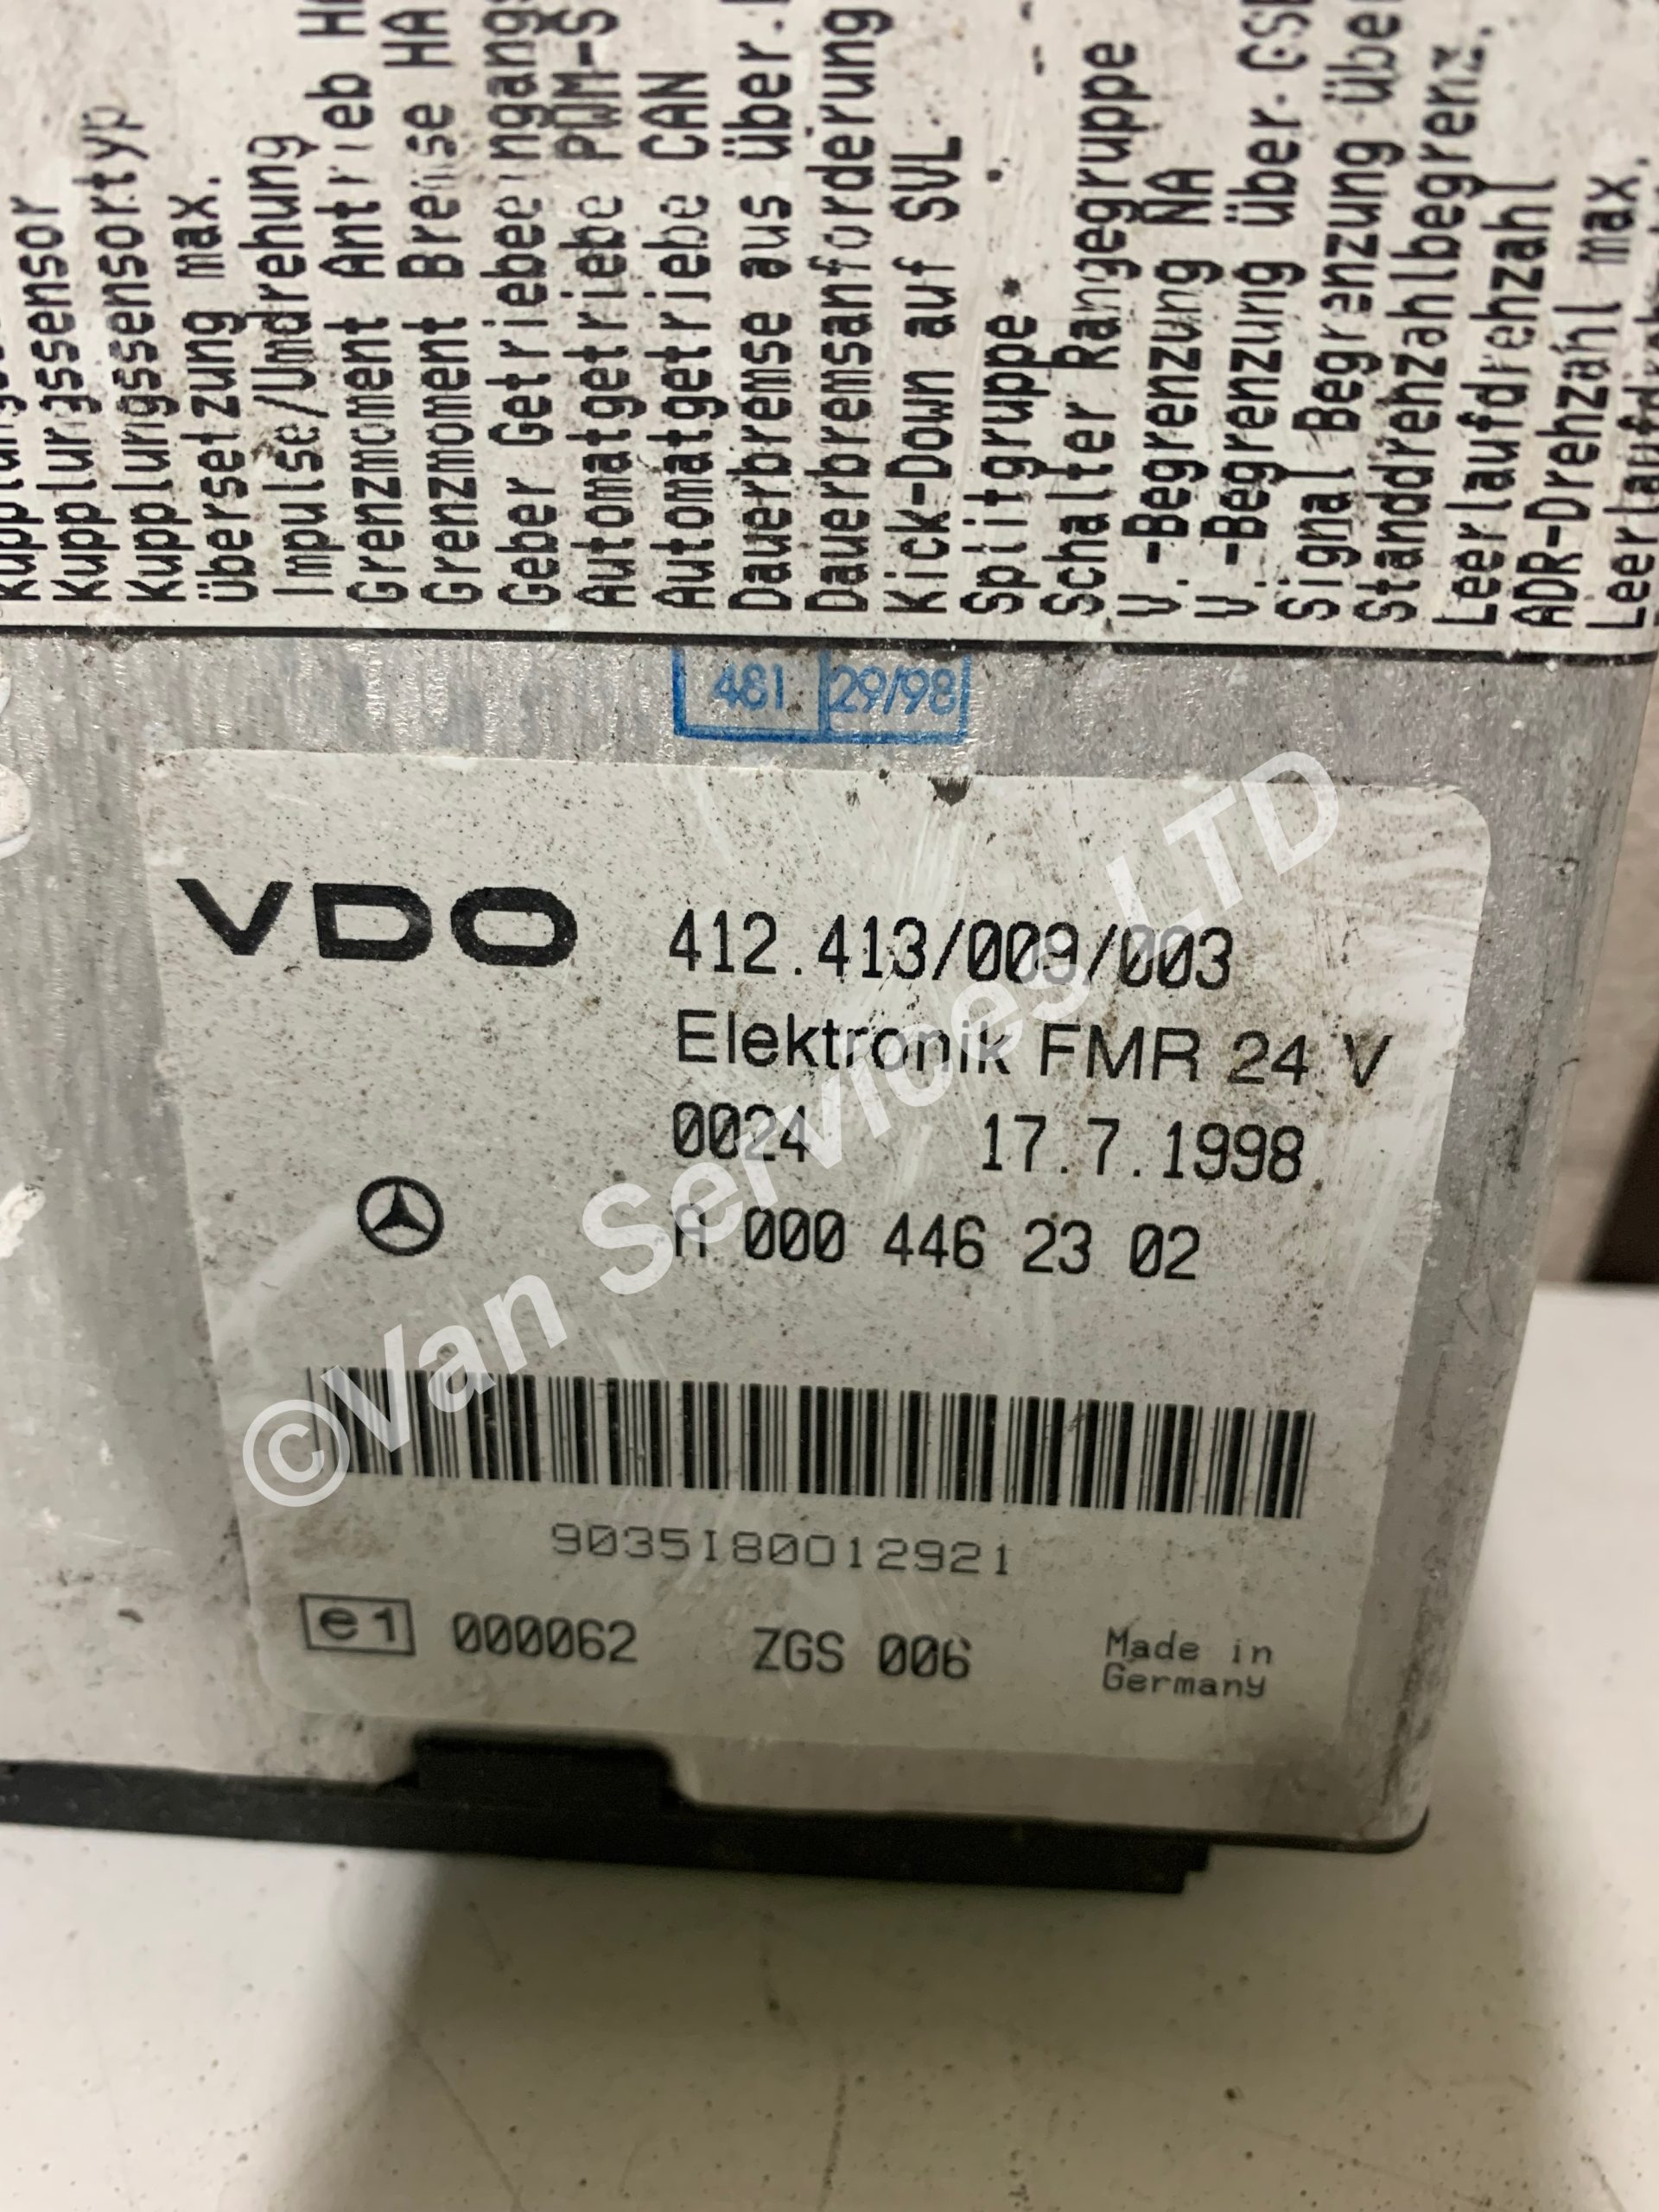 Kupplungssensor
Kupplungssensortyp
Übersetzung max.
Impulse/Umdrehung
Grenzmoment Antrieb
Grenzmoment Bremse HA
Geber Getriebeeingangs
Automatgetriebe PWM-S
Automatgetriebe CAN
Dauerbremse aus über.
Dauerbremsanforderung
Kick-Down auf SVL
Splitgruppe
Schalter Rangegruppe
V.-Begrenzung NA
V.-Begrenzung über.
Signal Begrenzung über
Standdrehzahlbegrenz.
Leerlaufdrehzahl
ADR-Drehzahl max.
481 29/98
VDO 412.413/009/003
Elektronik FMR 24 V
0024 17.7.1998
A 000 446 23 02
9035180012921
e1 000062 ZGS 006 Made in
Germany
©Van Services LTD